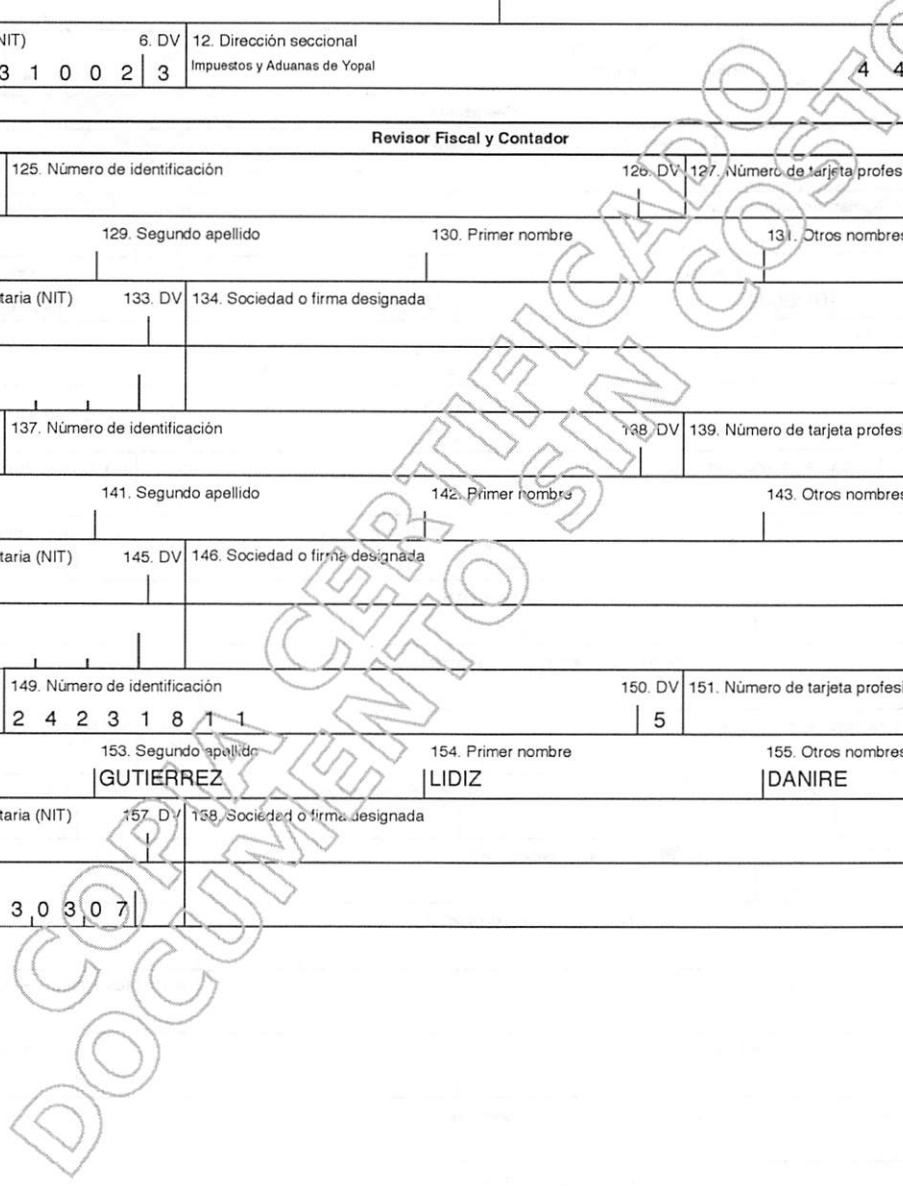 NIT) 6. DV 12. Dirección seccional
3 1 0 0 2 3 Impuestos y Aduanas de Yopal 4 4
Revisor Fiscal y Contador
125. Número de identificación 126. DV 127. Número de tarjeta profes
129. Segundo apellido 130. Primer nombre 131. Otros nombres
taria (NIT) 133. DV 134. Sociedad o firma designada
137. Número de identificación 138. DV 139. Número de tarjeta profesi
141. Segundo apellido 142. Primer nombre 143. Otros nombres
taria (NIT) 145. DV 146. Sociedad o firma designada
149. Número de identificación 150. DV 151. Número de tarjeta profesi
2 4 2 3 1 8 1 1 5
153. Segundo apellido 154. Primer nombre 155. Otros nombres
GUTIERREZ LIDIZ DANIRE
taria (NIT) 157. DV 158. Sociedad o firma designada
3 0 3 0 7
COPIA CERTIFICADO
DOCUMENTO SIN COSTO